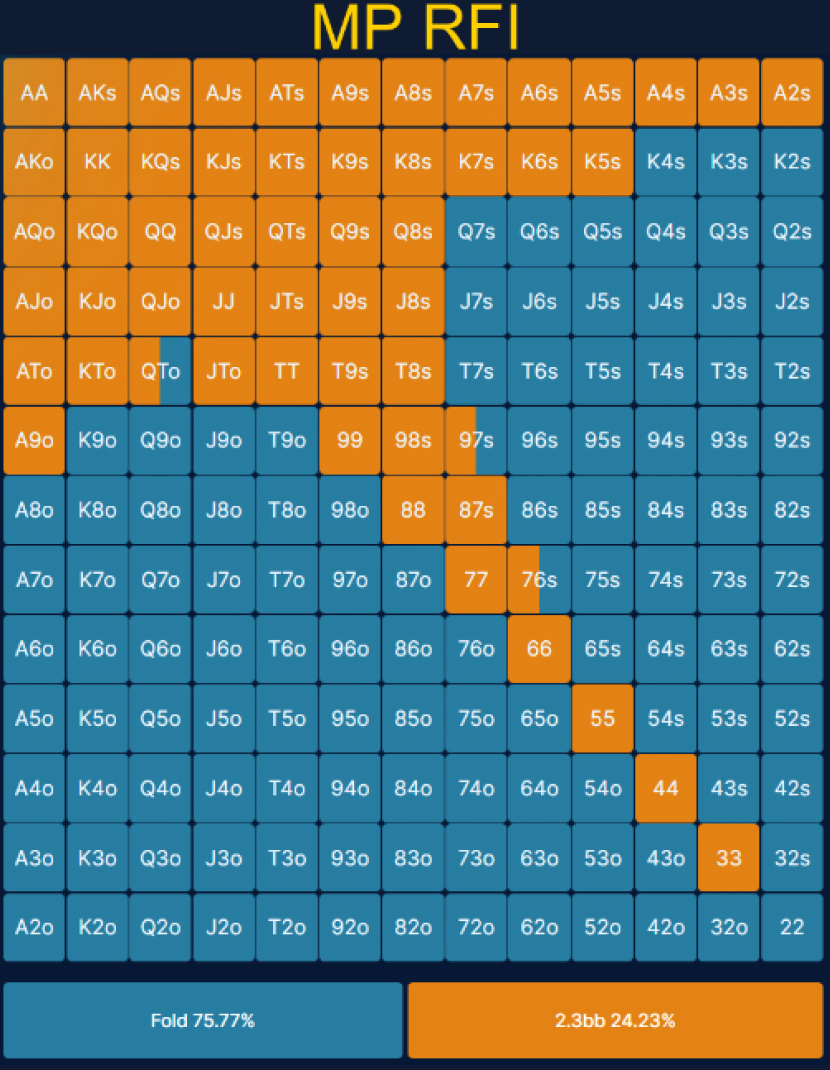 MP RFI
AA AKs AQs AJs ATs A9s A8s A7s A6s A5s A4s A3s A2s
AKo KK KQs KJs KTs K9s K8s K7s K6s K5s K4s K3s K2s
AQo KQo QQ QJs QTs Q9s Q8s Q7s Q6s Q5s Q4s Q3s Q2s
AJo KJo QJo JJ JTs J9s J8s J7s J6s J5s J4s J3s J2s
ATo KTo QTo JTo TT T9s T8s T7s T6s T5s T4s T3s T2s
A9o K9o Q9o J9o T9o 99 98s 97s 96s 95s 94s 93s 92s
A8o K8o Q8o J8o T8o 98o 88 87s 86s 85s 84s 83s 82s
A7o K7o Q7o J7o T7o 97o 87o 77 76s 75s 74s 73s 72s
A6o K6o Q6o J6o T6o 96o 86o 76o 66 65s 64s 63s 62s
A5o K5o Q5o J5o T5o 95o 85o 75o 65o 55 54s 53s 52s
A4o K4o Q4o J4o T4o 94o 84o 74o 64o 54o 44 43s 42s
A3o K3o Q3o J3o T3o 93o 83o 73o 63o 53o 43o 33 32s
A2o K2o Q2o J2o T2o 92o 82o 72o 62o 52o 42o 32o 22
Fold 75.77% 2.3bb 24.23%